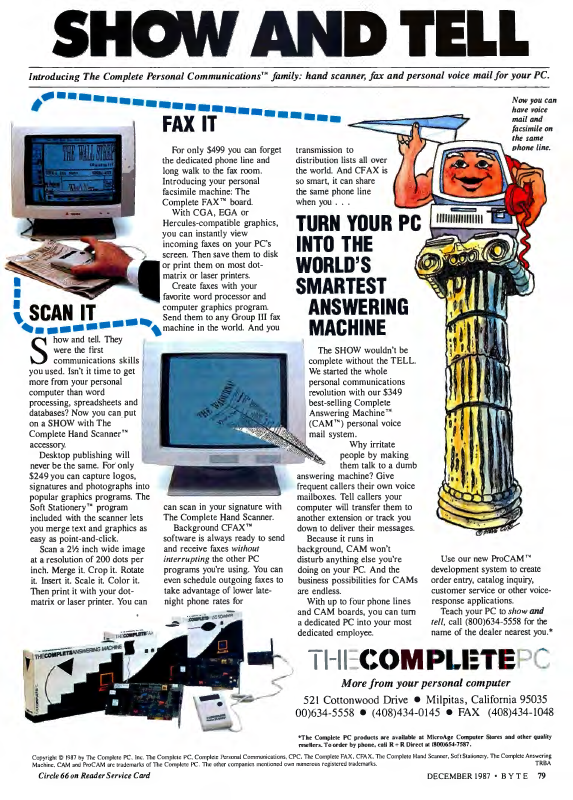 SHOW AND TELL
Introducing The Complete Personal Communications™ family: hand scanner, fax and personal voice mail for your PC.
Now you can
have voice
mail and
facsimile on
the same
phone line.
FAX IT
For only $499 you can forget
the dedicated phone line and
long walk to the fax room.
Introducing your personal
facsimile machine: The
Complete FAX™ board.
With CGA, EGA or
Hercules-compatible graphics,
you can instantly view
incoming faxes on your PC's
screen. Then save them to disk
or print them on most dot-
matrix or laser printers.
Create faxes with your
favorite word processor and
computer graphics program.
Send them to any Group III fax
machine in the world. And you
SCAN IT
Show and tell. They
were the first
communications skills
you used. Isn't it time to get
more from your personal
computer than word
processing, spreadsheets and
databases? Now you can put
on a SHOW with The
Complete Hand Scanner™
accessory.
Desktop publishing will
never be the same. For only
$249 you can capture logos,
signatures and photographs into
popular graphics programs. The
Soft Stationery™ program
included with the scanner lets
you merge text and graphics as
easy as point-and-click.
Scan a 2½ inch wide image
at a resolution of 200 dots per
inch. Merge it. Crop it. Rotate
it. Insert it. Scale it. Color it.
Then print it with your dot-
matrix or laser printer. You can
can scan in your signature with
The Complete Hand Scanner.
Background CFAX™
software is always ready to send
and receive faxes without
interrupting the other PC
programs you're using. You can
even schedule outgoing faxes to
take advantage of lower late-
night phone rates for
transmission to
distribution lists all over
the world. And CFAX is
so smart, it can share
the same phone line
when you . . .
TURN YOUR PC
INTO THE
WORLD'S
SMARTEST
ANSWERING
MACHINE
The SHOW wouldn't be
complete without the TELL.
We started the whole
personal communications
revolution with our $349
best-selling Complete
Answering Machine™
(CAM™) personal voice
mail system.
Why irritate
people by making
them talk to a dumb
answering machine? Give
frequent callers their own voice
mailboxes. Tell callers your
computer will transfer them to
another extension or track you
down to deliver their messages.
Because it runs in
background, CAM won't
disturb anything else you're
doing on your PC. And the
business possibilities for CAMs
are endless.
With up to four phone lines
and CAM boards, you can turn
a dedicated PC into your most
dedicated employee.
Use our new ProCAM™
development system to create
order entry, catalog inquiry,
customer service or other voice-
response applications.
Teach your PC to show and
tell, call (800)634-5558 for the
name of the dealer nearest you.*
THE WALL STREET
THE COMPLETE ANSWERING MACHINE
THE COMPLETE PC
More from your personal computer
521 Cottonwood Drive ● Milpitas, California 95035
00)634-5558 ● (408)434-0145 ● FAX (408)434-1048
*The Complete PC products are available at MicroAge Computer Stores and other quality
resellers. To order by phone, call R + R Direct at (800)654-7587.
Copyright © 1987 by The Complete PC, Inc. The Complete PC, Complete Personal Communications, CPC, The Complete FAX, CFAX, The Complete Hand Scanner, Soft Stationery, The Complete Answering
Machine, CAM and ProCAM are trademarks of The Complete PC. The other companies mentioned own numerous registered trademarks.
TRBA
Circle 66 on Reader Service Card
DECEMBER 1987 • BYTE 79